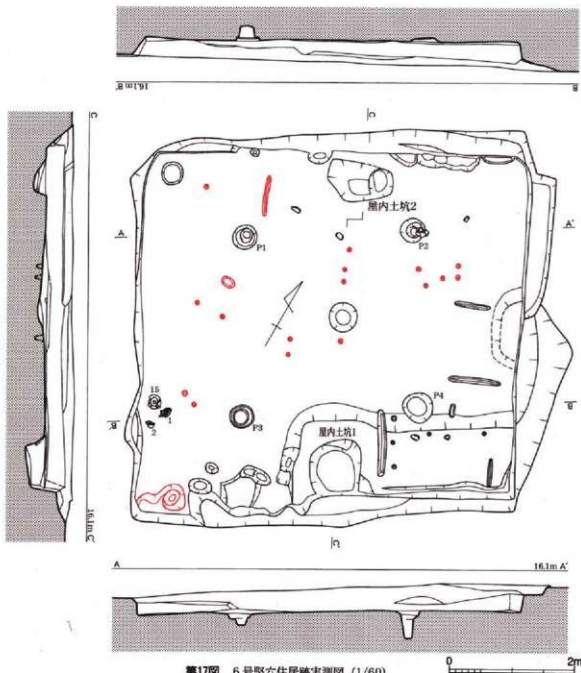 B' 16.1m B
C
C
A
A'
屋内土坑2
P1
P2
15
1
2
P3
P4
B'
B
屋内土坑1
16.1m C'
C'
A 16.1m A'
第17図 6号竪穴住居跡実測図 (1/60)
0 2m